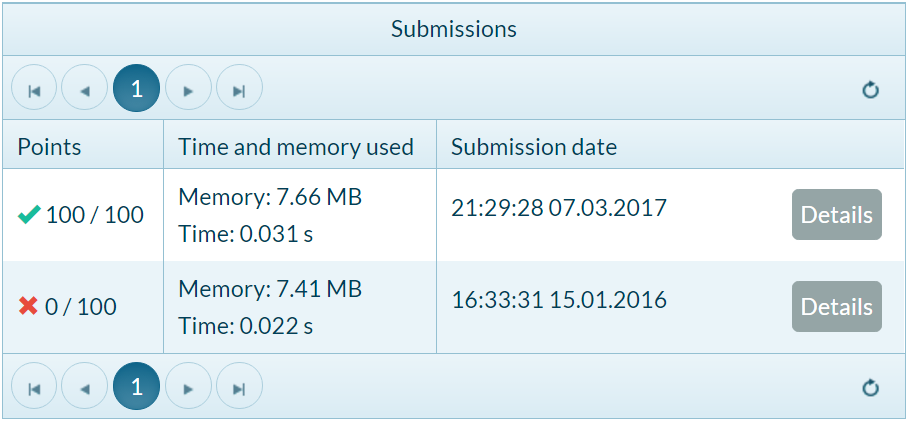 Submissions
1
Points Time and memory used Submission date
100 / 100 Memory: 7.66 MB 21:29:28 07.03.2017 Details
Time: 0.031 s
0 / 100 Memory: 7.41 MB 16:33:31 15.01.2016 Details
Time: 0.022 s
1